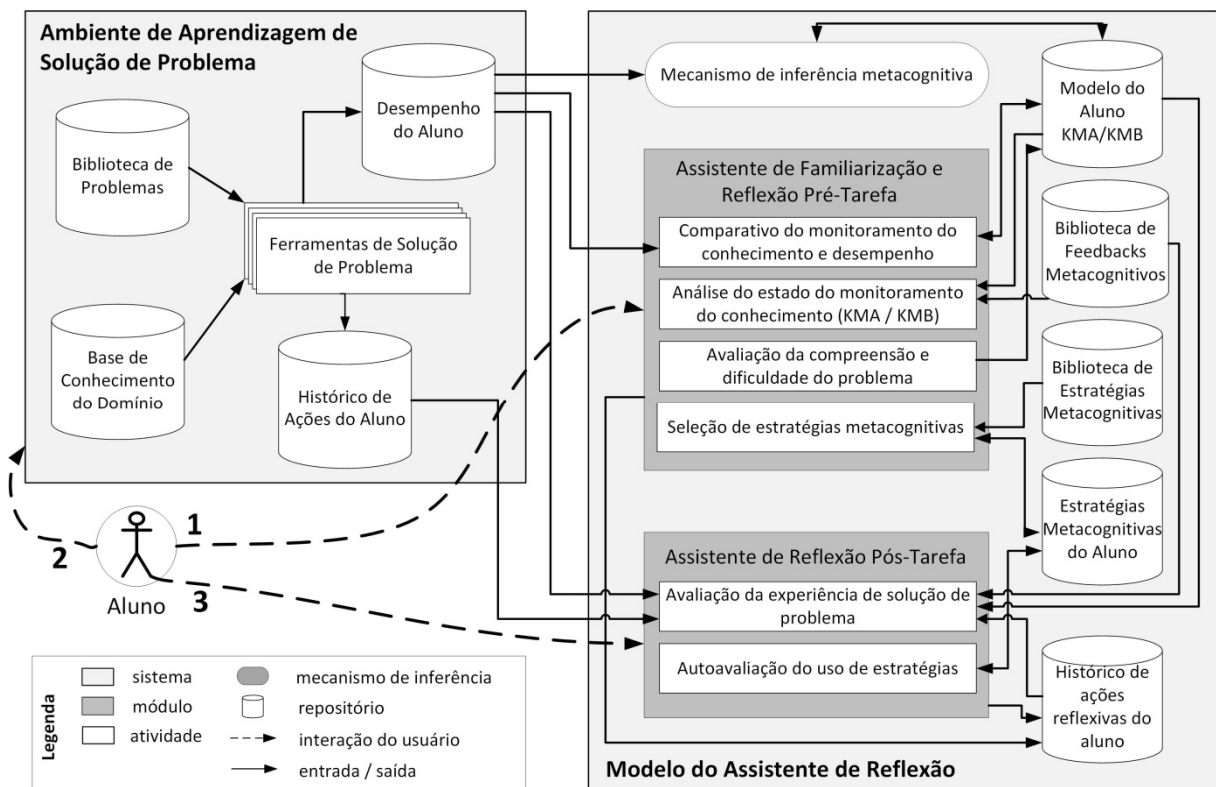 Ambiente de Aprendizagem de
Solução de Problema
Biblioteca de
Problemas
Desempenho
do Aluno
Ferramentas de Solução
de Problema
Base de
Conhecimento
do Domínio
Histórico de
Ações do Aluno
1
2
3
Aluno
Legenda
sistema
módulo
atividade
mecanismo de inferência
repositório
interação do usuário
entrada / saída
Mecanismo de inferência metacognitiva
Modelo do
Aluno
KMA/KMB
Assistente de Familiarização e
Reflexão Pré-Tarefa
Comparativo do monitoramento do
conhecimento e desempenho
Análise do estado do monitoramento
do conhecimento (KMA / KMB)
Avaliação da compreensão e
dificuldade do problema
Seleção de estratégias metacognitivas
Biblioteca de
Feedbacks
Metacognitivos
Biblioteca de
Estratégias
Metacognitivas
Estratégias
Metacognitivas
do Aluno
Assistente de Reflexão Pós-Tarefa
Avaliação da experiência de solução de
problema
Autoavaliação do uso de estratégias
Histórico de
ações
reflexivas do
aluno
Modelo do Assistente de Reflexão